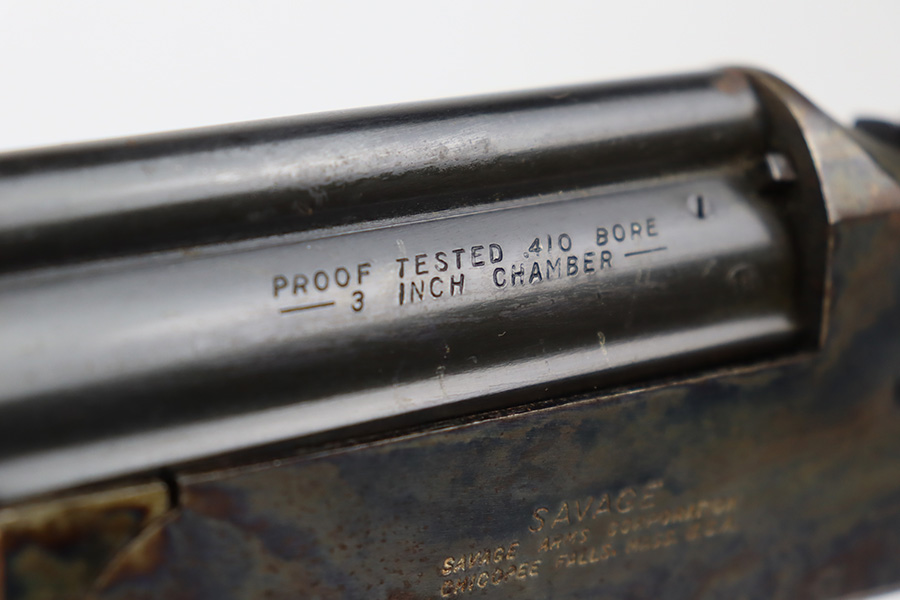 PROOF TESTED .410 BORE
— 3 INCH CHAMBER —
SAVAGE
SAVAGE ARMS CORPORATION
CHICOPEE FALLS, MASS U.S.A.